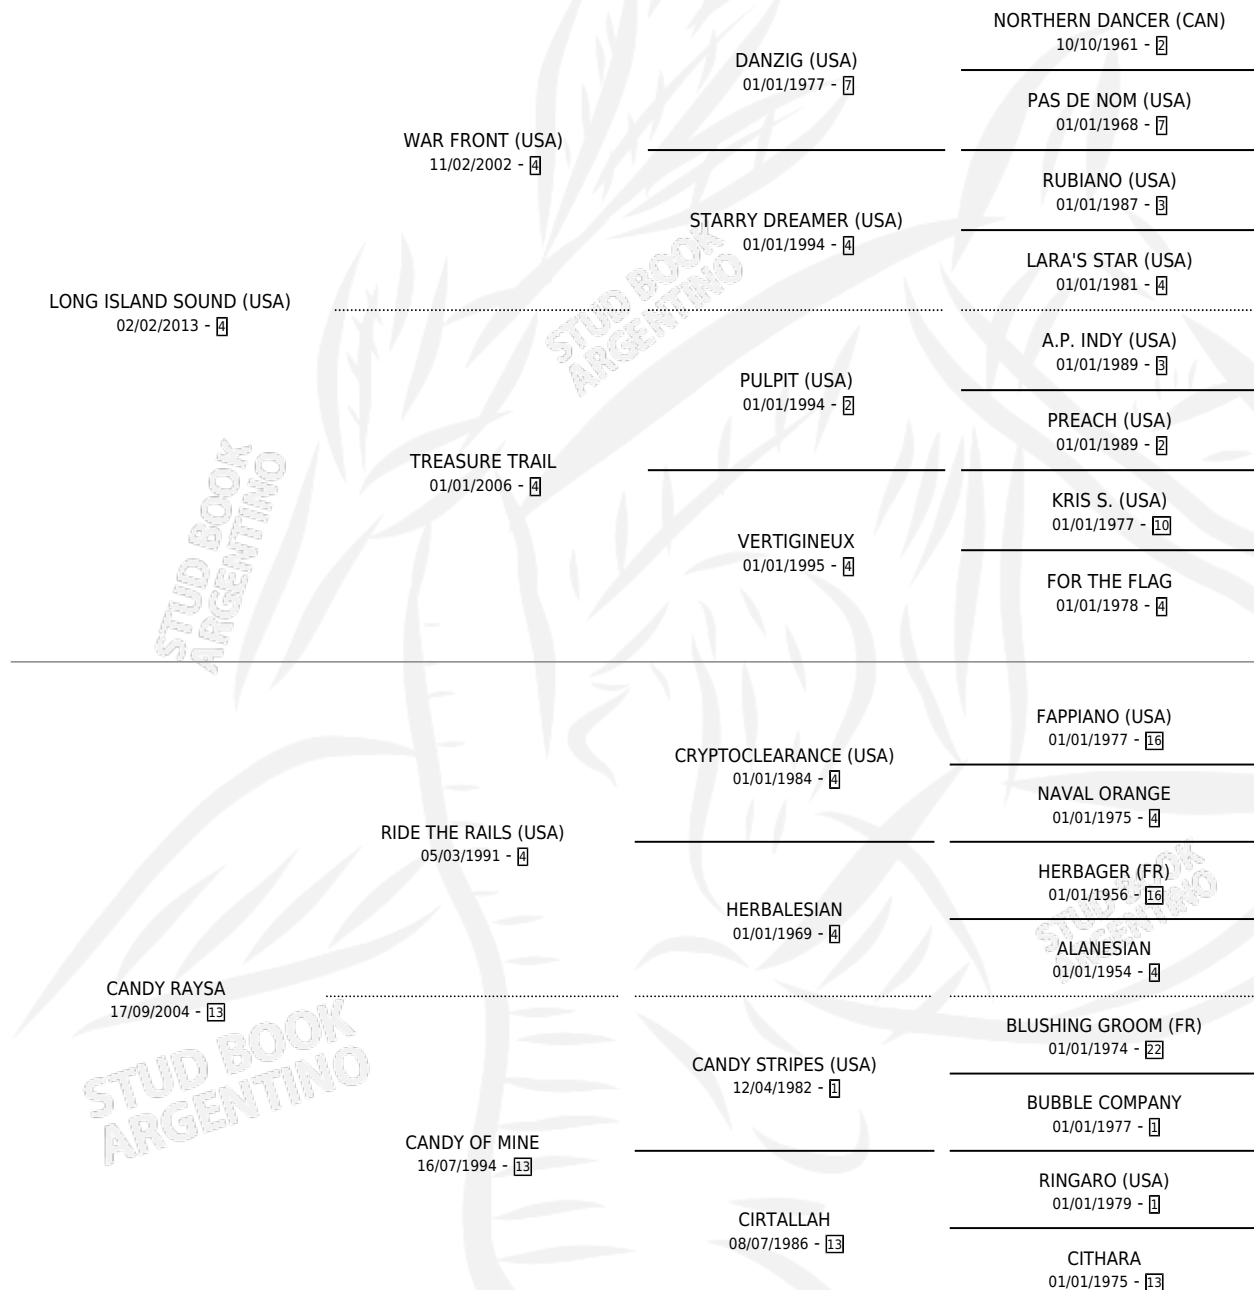 NORTHERN DANCER (CAN)
10/10/1961 - 2
DANZIG (USA)
01/01/1977 - 7
PAS DE NOM (USA)
01/01/1968 - 7
WAR FRONT (USA)
11/02/2002 - 4
RUBIANO (USA)
01/01/1987 - 3
STARRY DREAMER (USA)
01/01/1994 - 4
LARA'S STAR (USA)
01/01/1981 - 4
LONG ISLAND SOUND (USA)
02/02/2013 - 4
STUD BOOK
ARGENTINO
A.P. INDY (USA)
01/01/1989 - 3
PULPIT (USA)
01/01/1994 - 2
PREACH (USA)
01/01/1989 - 2
TREASURE TRAIL
01/01/2006 - 4
KRIS S. (USA)
01/01/1977 - 10
VERTIGINEUX
01/01/1995 - 4
FOR THE FLAG
01/01/1978 - 4
STUD BOOK
ARGENTINO
FAPPIANO (USA)
01/01/1977 - 16
CRYPTOCLEARANCE (USA)
01/01/1984 - 4
NAVAL ORANGE
01/01/1975 - 4
RIDE THE RAILS (USA)
05/03/1991 - 4
HERBAGER (FR)
01/01/1956 - 16
STUD BOOK
ARGENTINO
HERBALESIAN
01/01/1969 - 4
ALANESIAN
01/01/1954 - 4
CANDY RAYSA
17/09/2004 - 13
STUD BOOK
ARGENTINO
BLUSHING GROOM (FR)
01/01/1974 - 22
CANDY STRIPES (USA)
12/04/1982 - 1
BUBBLE COMPANY
01/01/1977 - 1
CANDY OF MINE
16/07/1994 - 13
RINGARO (USA)
01/01/1979 - 1
CIRTALLAH
08/07/1986 - 13
CITHARA
01/01/1975 - 13